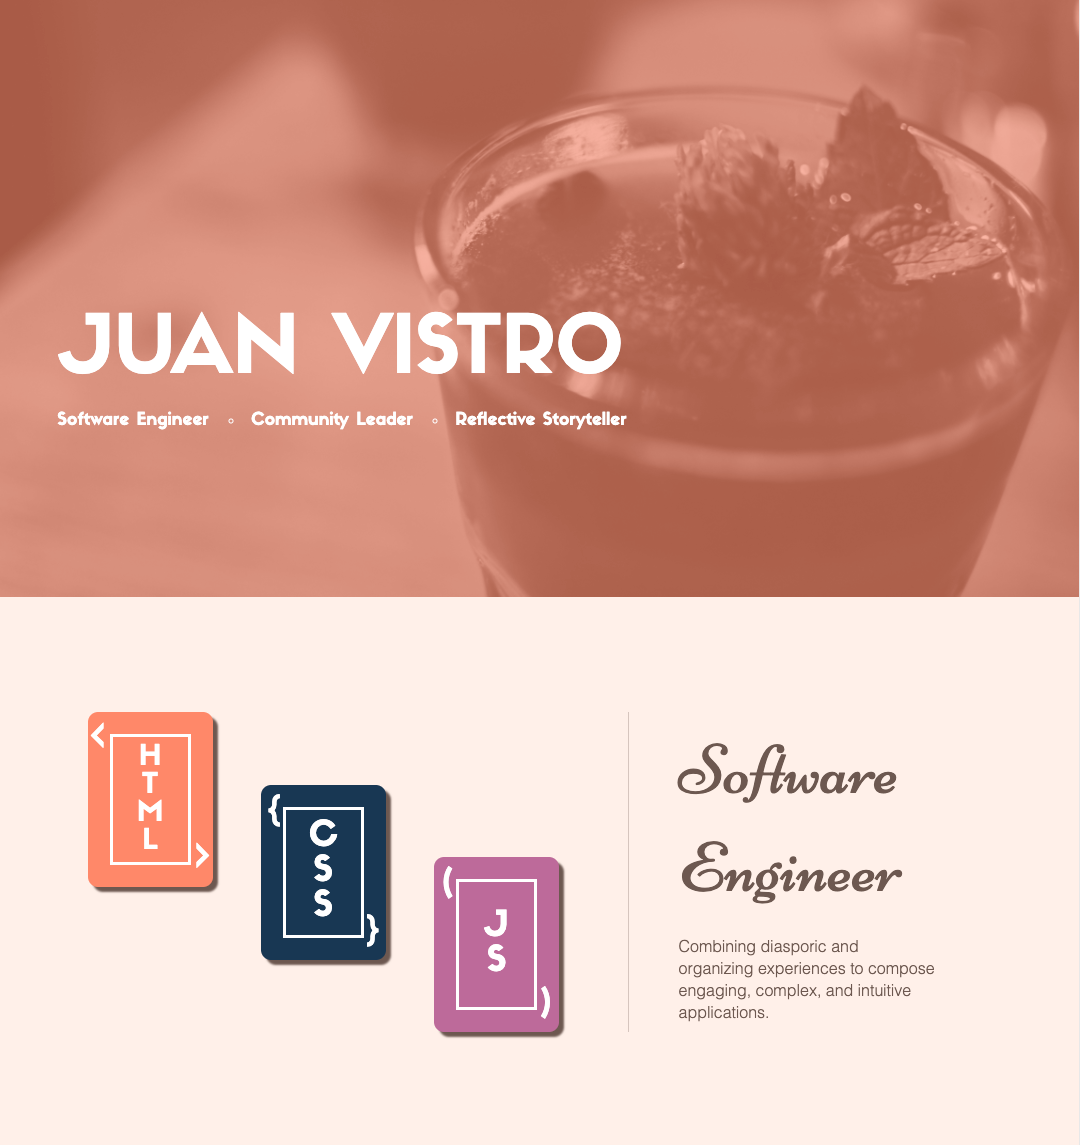 JUAN VISTRO
Software Engineer ◦ Community Leader ◦ Reflective Storyteller
<
H
T
M
L
>
{
C
S
S
}
(
J
S
)
Software
Engineer
Combining diasporic and
organizing experiences to compose
engaging, complex, and intuitive
applications.